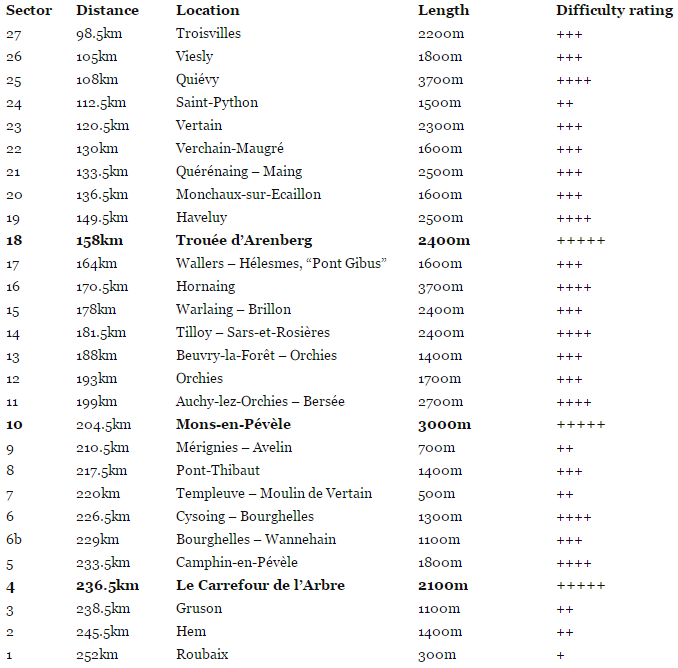 Sector Distance Location Length Difficulty rating
27 98.5km Troisvilles 2200m +++
26 105km Viesly 1800m +++
25 108km Quiévy 3700m ++++
24 112.5km Saint-Python 1500m ++
23 120.5km Vertain 2300m +++
22 130km Verchain-Maugré 1600m +++
21 133.5km Quérénaing – Maing 2500m +++
20 136.5km Monchaux-sur-Ecaillon 1600m +++
19 149.5km Haveluy 2500m ++++
18 158km Trouée d’Arenberg 2400m +++++
17 164km Wallers – Hélesmes, “Pont Gibus” 1600m +++
16 170.5km Hornaing 3700m ++++
15 178km Warlaing – Brillon 2400m +++
14 181.5km Tilloy – Sars-et-Rosières 2400m ++++
13 188km Beuvry-la-Forêt – Orchies 1400m +++
12 193km Orchies 1700m +++
11 199km Auchy-lez-Orchies – Bersée 2700m ++++
10 204.5km Mons-en-Pévèle 3000m +++++
9 210.5km Mérignies – Avelin 700m ++
8 217.5km Pont-Thibaut 1400m +++
7 220km Templeuve – Moulin de Vertain 500m ++
6 226.5km Cysoing – Bourghelles 1300m ++++
6b 229km Bourghelles – Wannehain 1100m +++
5 233.5km Camphin-en-Pévèle 1800m ++++
4 236.5km Le Carrefour de l’Arbre 2100m +++++
3 238.5km Gruson 1100m ++
2 245.5km Hem 1400m ++
1 252km Roubaix 300m +